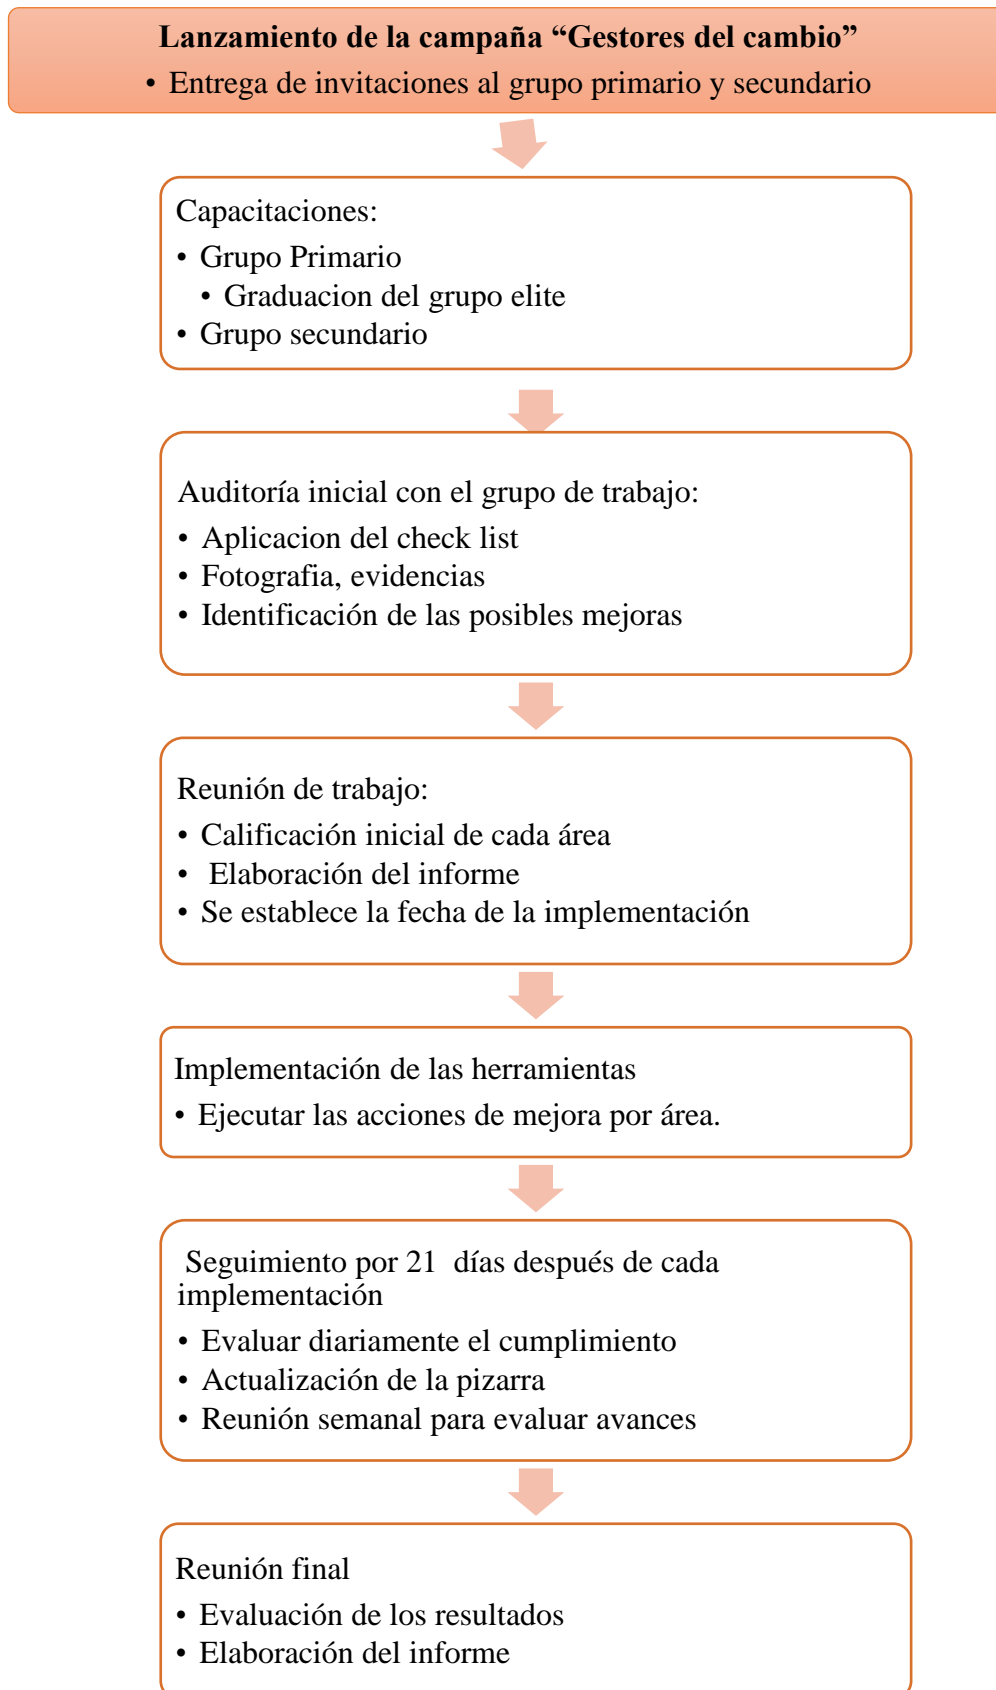 Lanzamiento de la campaña “Gestores del cambio”
• Entrega de invitaciones al grupo primario y secundario
Capacitaciones:
• Grupo Primario
• Graduacion del grupo elite
• Grupo secundario
Auditoría inicial con el grupo de trabajo:
• Aplicacion del check list
• Fotografia, evidencias
• Identificación de las posibles mejoras
Reunión de trabajo:
• Calificación inicial de cada área
• Elaboración del informe
• Se establece la fecha de la implementación
Implementación de las herramientas
• Ejecutar las acciones de mejora por área.
Seguimiento por 21 días después de cada
implementación
• Evaluar diariamente el cumplimiento
• Actualización de la pizarra
• Reunión semanal para evaluar avances
Reunión final
• Evaluación de los resultados
• Elaboración del informe